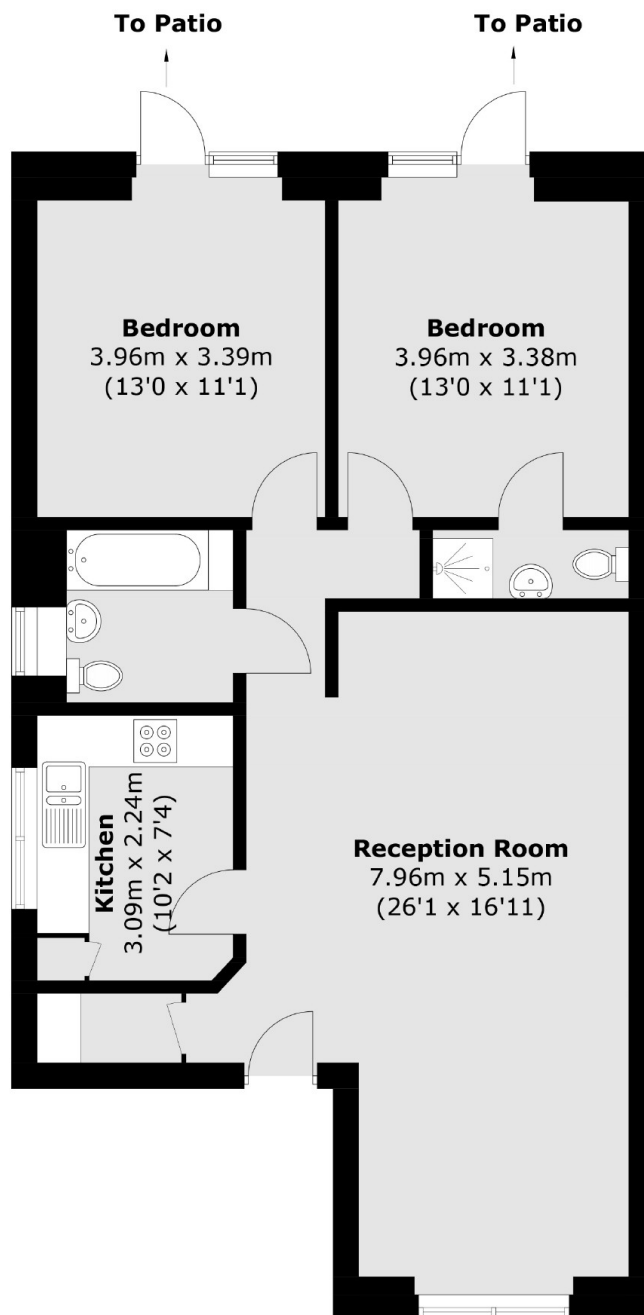 To Patio
To Patio
Bedroom
3.96m x 3.39m
(13'0 x 11'1)
Bedroom
3.96m x 3.38m
(13'0 x 11'1)
Kitchen
3.09m x 2.24m
(10'2 x 7'4)
Reception Room
7.96m x 5.15m
(26'1 x 16'11)